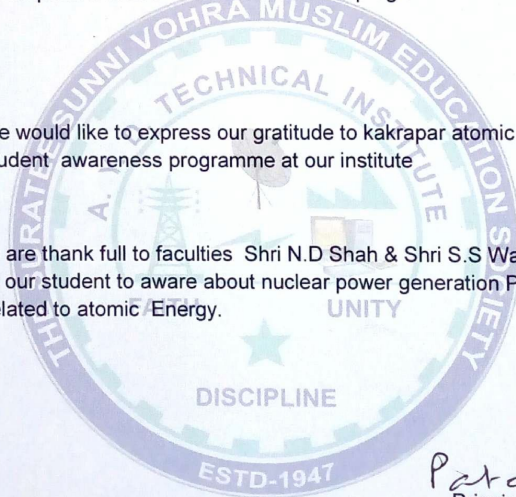 THE SURATEE SUNNI VOHRA MUSLIM EDUCATION SOCIETY
TECHNICAL INSTITUTE
e would like to express our gratitude to kakrapar atomic
udent awareness programme at our institute
are thank full to faculties Shri N.D Shah & Shri S.S Wa
our student to aware about nuclear power generation P
elated to atomic Energy.
FAITH UNITY
DISCIPLINE
ESTD-1947